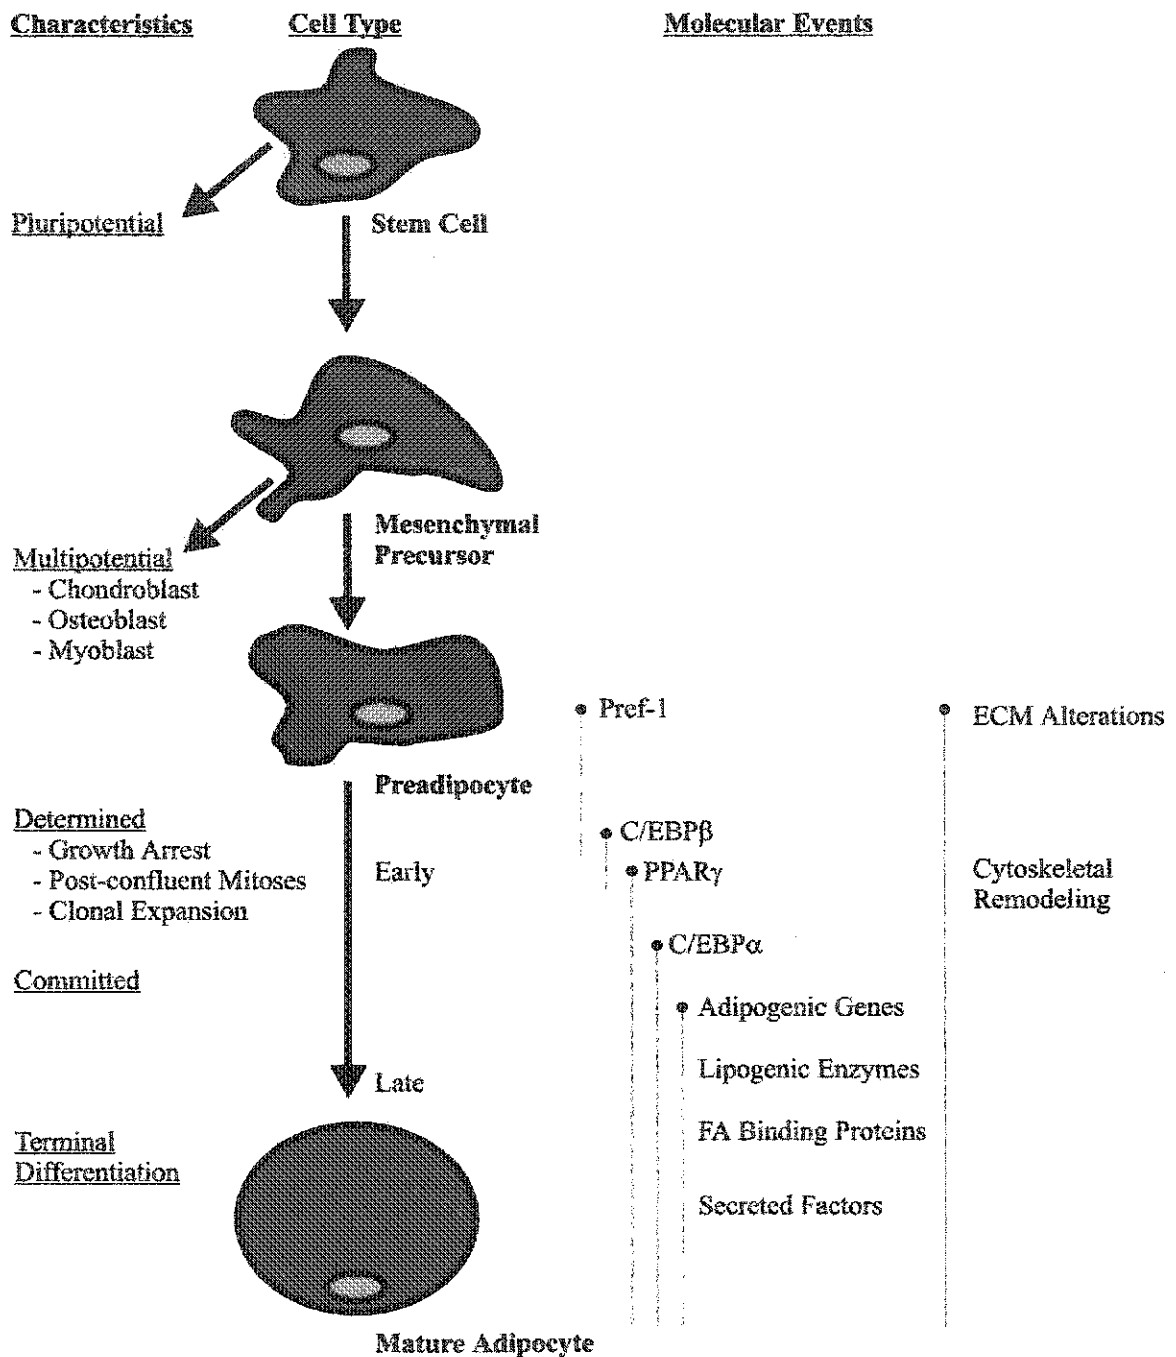 Characteristics
Cell Type
Molecular Events
Pluripotential
Stem Cell
Mesenchymal
Precursor
Multipotential
- Chondroblast
- Osteoblast
- Myoblast
Pref-1
ECM Alterations
Preadipocyte
Determined
- Growth Arrest
- Post-confluent Mitoses
- Clonal Expansion
Early
C/EBPβ
PPARγ
Cytoskeletal
Remodeling
C/EBPα
Committed
Adipogenic Genes
Lipogenic Enzymes
Late
FA Binding Proteins
Terminal
Differentiation
Secreted Factors
Mature Adipocyte